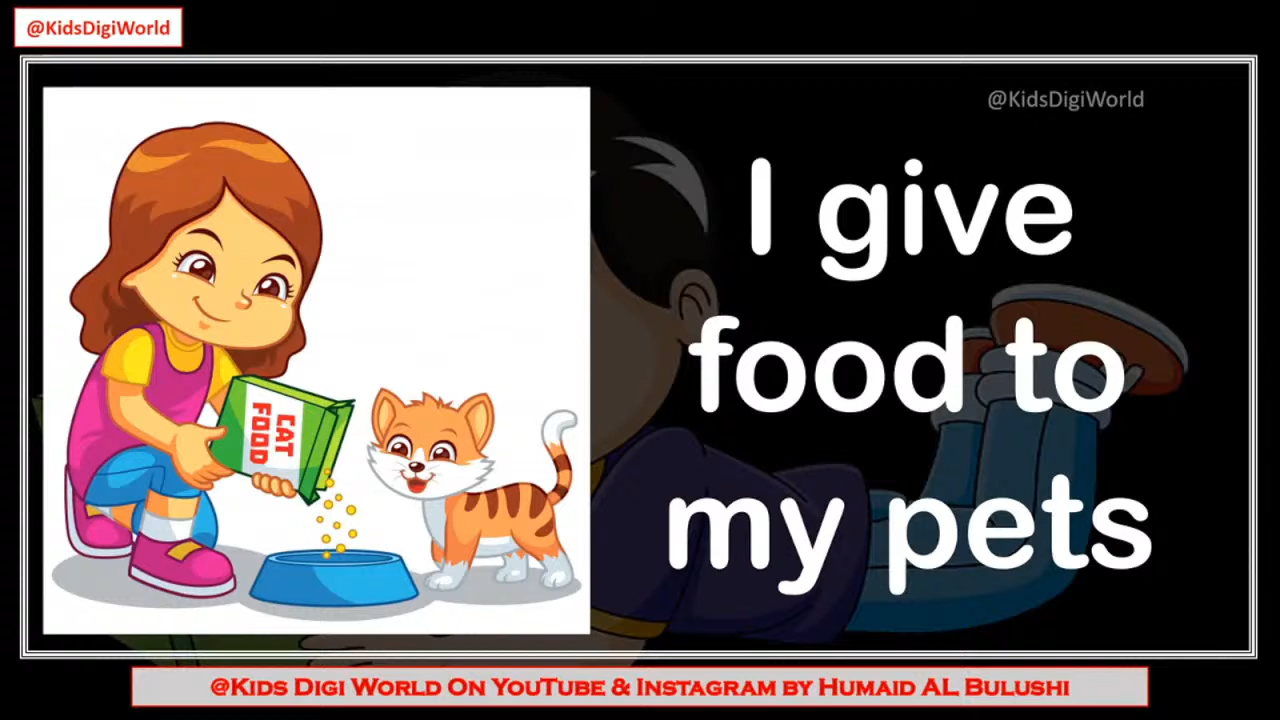 @KidsDigiWorld
@KidsDigiWorld
I give
food to
my pets
CAT
FOOD
@Kids Digi World On YouTube & Instagram by Humaid AL Bulushi